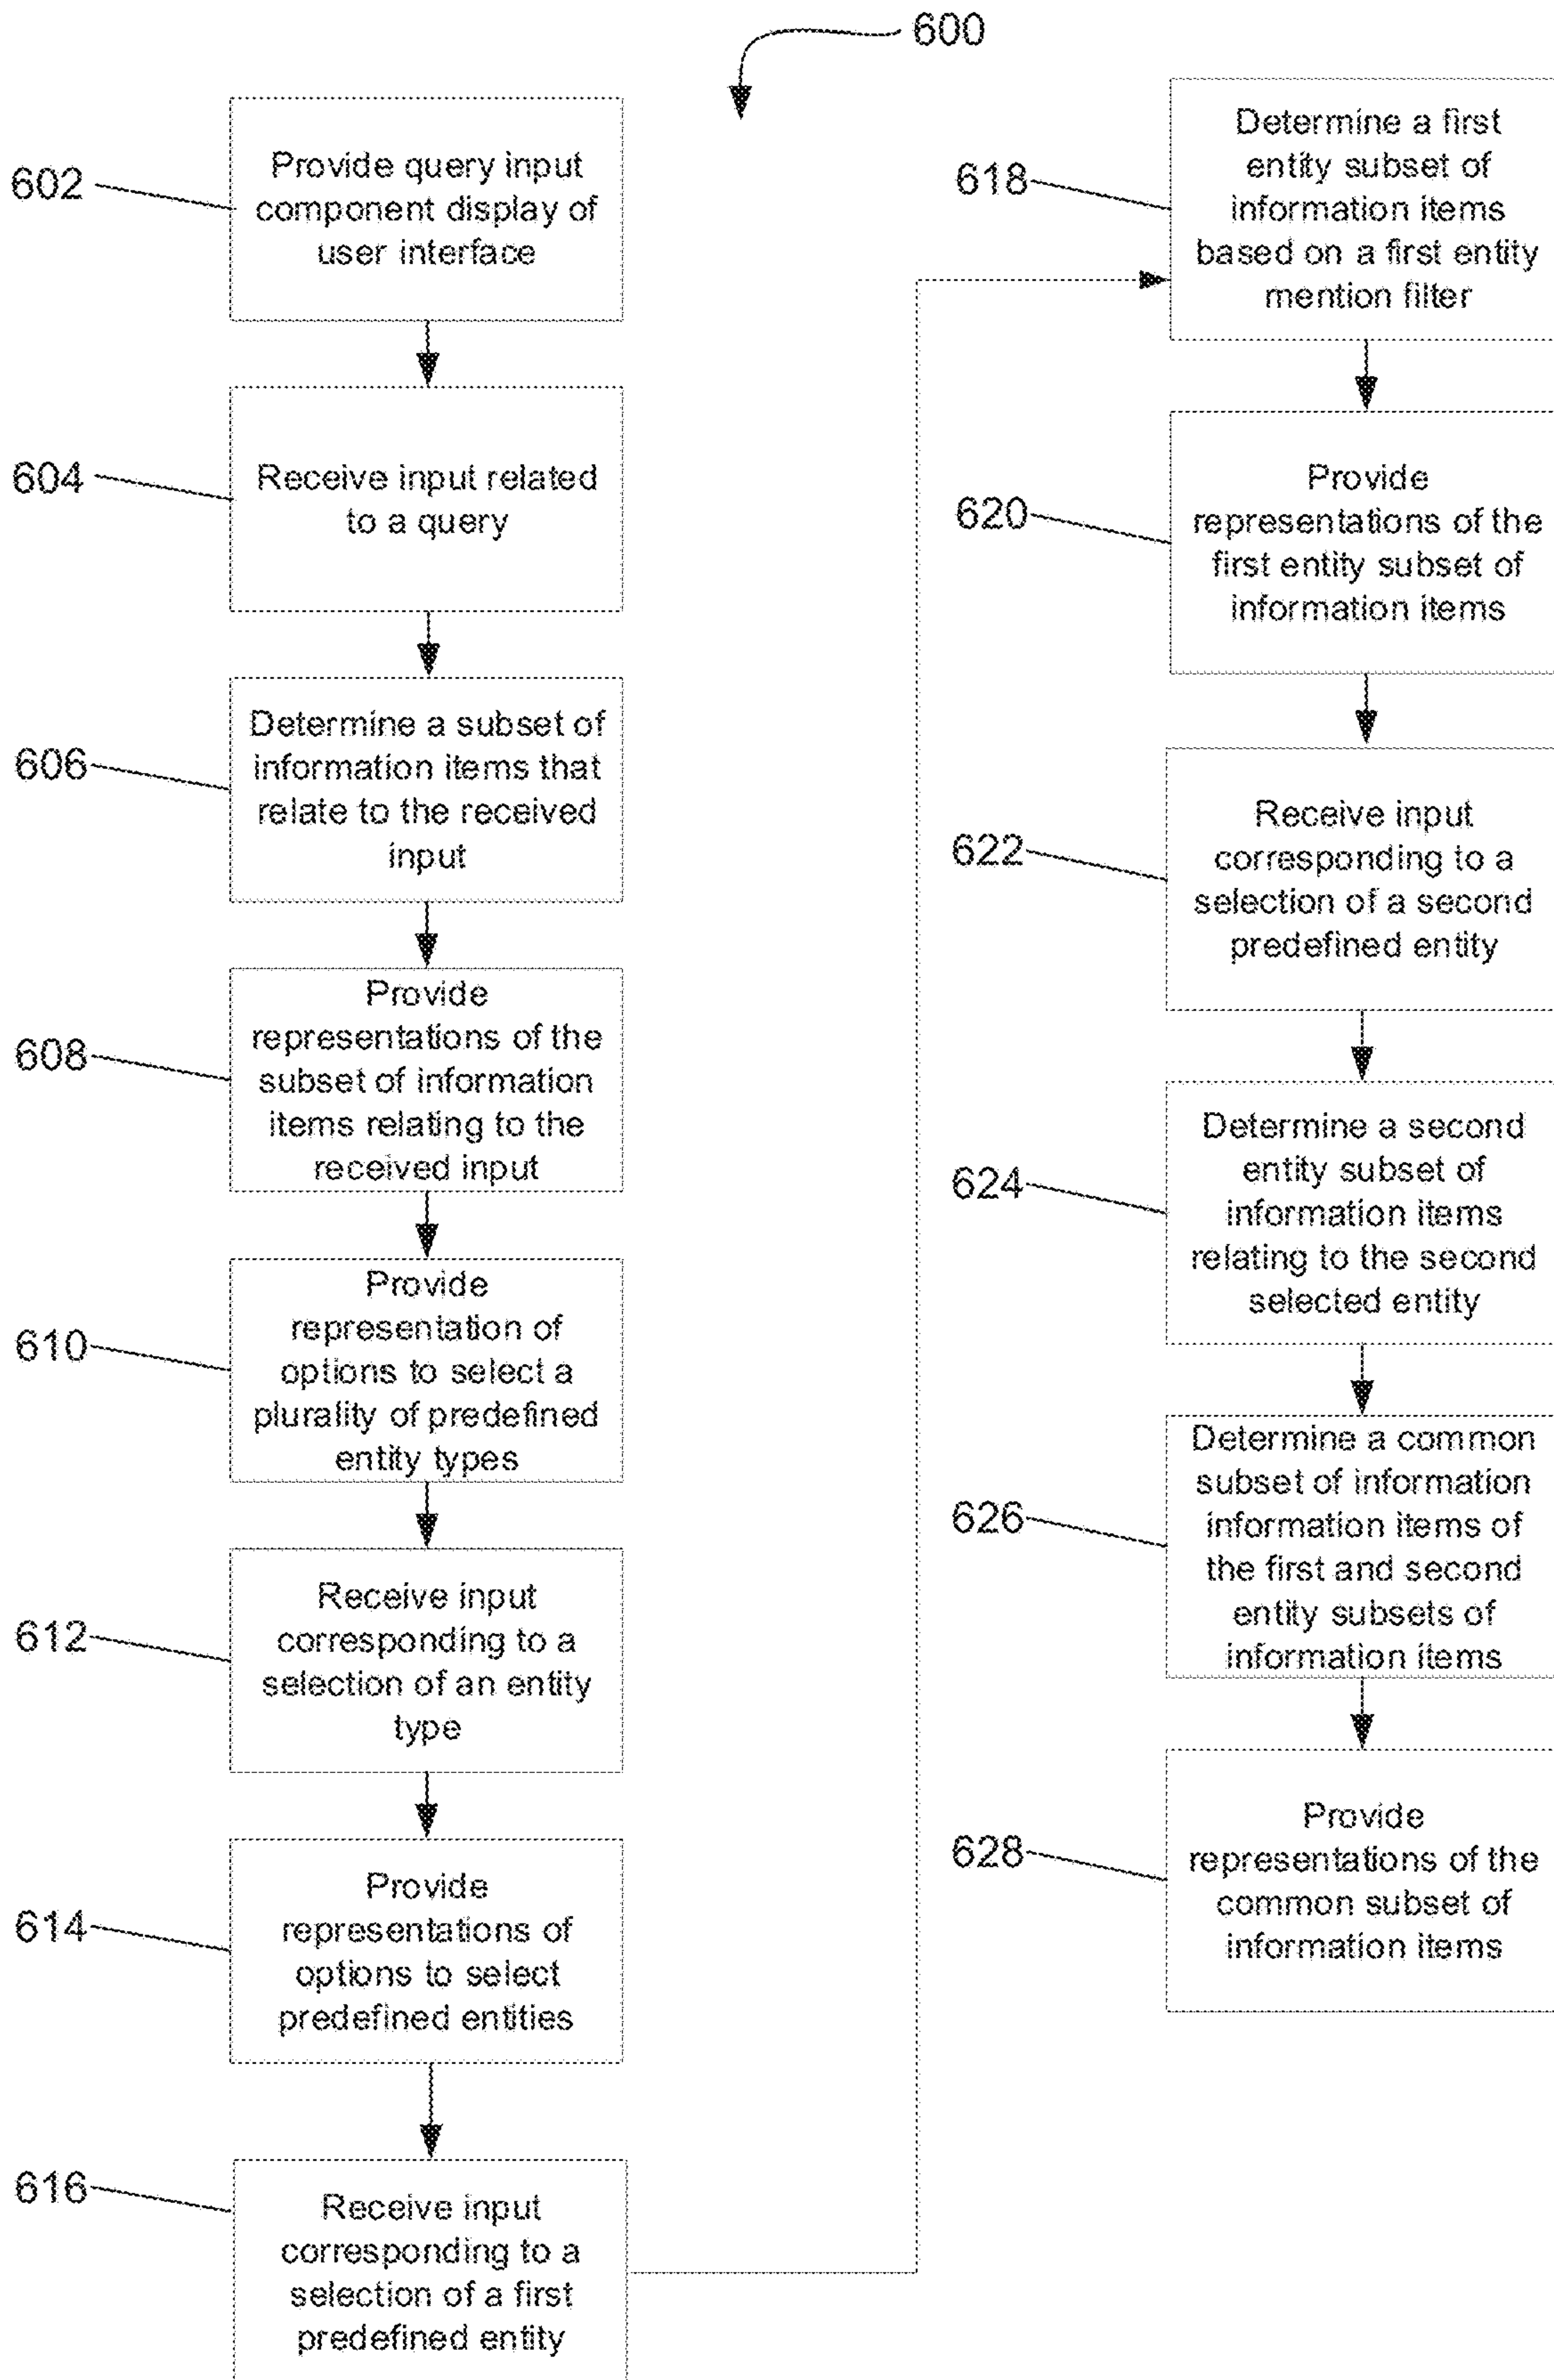 600
602
Provide query input
component display of
user interface
604
Receive input related
to a query
606
Determine a subset of
information items that
relate to the received
input
608
Provide
representations of the
subset of information
items relating to the
received input
610
Provide
representation of
options to select a
plurality of predefined
entity types
612
Receive input
corresponding to a
selection of an entity
type
614
Provide
representations of
options to select
predefined entities
616
Receive input
corresponding to a
selection of a first
predefined entity
618
Determine a first
entity subset of
information items
based on a first entity
mention filter
620
Provide
representations of the
first entity subset of
information items
622
Receive input
corresponding to a
selection of a second
predefined entity
624
Determine a second
entity subset of
information items
relating to the second
selected entity
626
Determine a common
subset of information
information items of
the first and second
entity subsets of
information items
628
Provide
representations of the
common subset of
information items